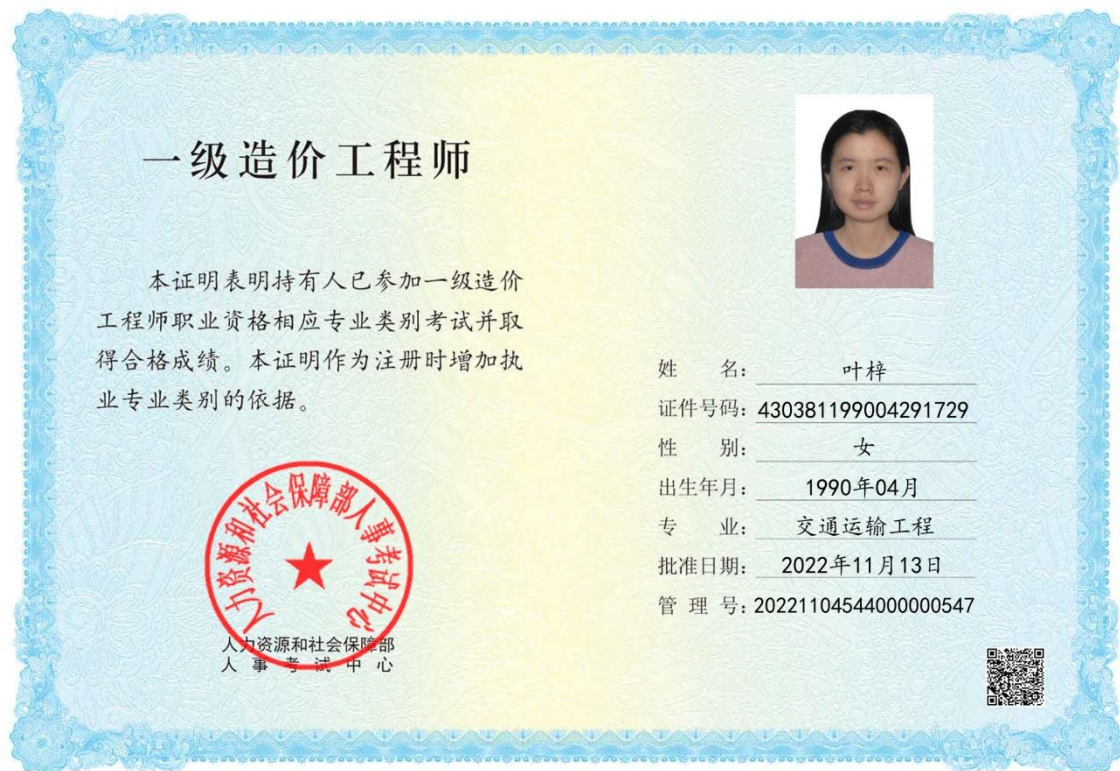 一级造价工程师
本证明表明持有人已参加一级造价
工程师职业资格相应专业类别考试并取
得合格成绩。本证明作为注册时增加执
业专业类别的依据。
人力资源和社会保障部人事考试中心
人力资源和社会保障部
人事考试中心
姓名：叶梓
证件号码：430381199004291729
性别：女
出生年月：1990年04月
专业：交通运输工程
批准日期：2022年11月13日
管理号：20221104544000000547